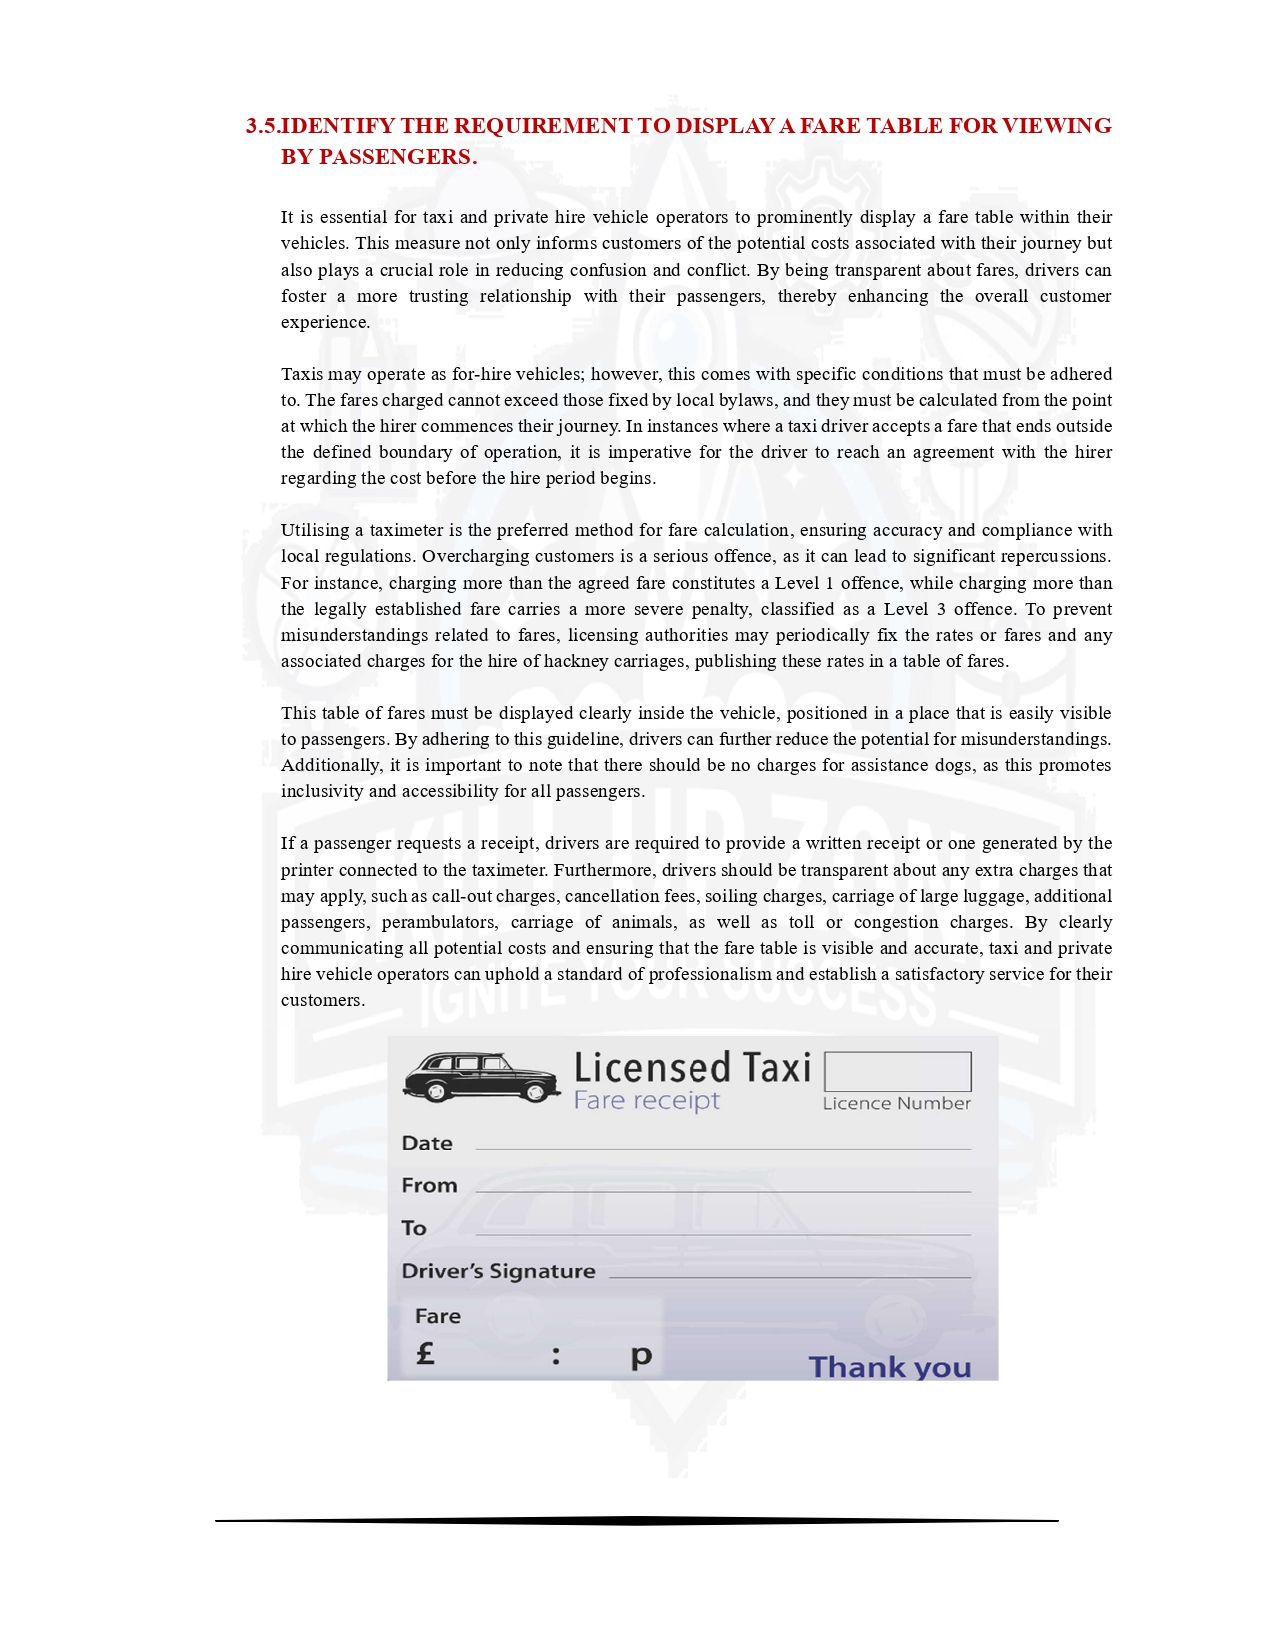 3.5.IDENTIFY THE REQUIREMENT TO DISPLAY A FARE TABLE FOR VIEWING
BY PASSENGERS.
It is essential for taxi and private hire vehicle operators to prominently display a fare table within their
vehicles. This measure not only informs customers of the potential costs associated with their journey but
also plays a crucial role in reducing confusion and conflict. By being transparent about fares, drivers can
foster a more trusting relationship with their passengers, thereby enhancing the overall customer
experience.
Taxis may operate as for-hire vehicles; however, this comes with specific conditions that must be adhered
to. The fares charged cannot exceed those fixed by local bylaws, and they must be calculated from the point
at which the hirer commences their journey. In instances where a taxi driver accepts a fare that ends outside
the defined boundary of operation, it is imperative for the driver to reach an agreement with the hirer
regarding the cost before the hire period begins.
Utilising a taximeter is the preferred method for fare calculation, ensuring accuracy and compliance with
local regulations. Overcharging customers is a serious offence, as it can lead to significant repercussions.
For instance, charging more than the agreed fare constitutes a Level 1 offence, while charging more than
the legally established fare carries a more severe penalty, classified as a Level 3 offence. To prevent
misunderstandings related to fares, licensing authorities may periodically fix the rates or fares and any
associated charges for the hire of hackney carriages, publishing these rates in a table of fares.
This table of fares must be displayed clearly inside the vehicle, positioned in a place that is easily visible
to passengers. By adhering to this guideline, drivers can further reduce the potential for misunderstandings.
Additionally, it is important to note that there should be no charges for assistance dogs, as this promotes
inclusivity and accessibility for all passengers.
If a passenger requests a receipt, drivers are required to provide a written receipt or one generated by the
printer connected to the taximeter. Furthermore, drivers should be transparent about any extra charges that
may apply, such as call-out charges, cancellation fees, soiling charges, carriage of large luggage, additional
passengers, perambulators, carriage of animals, as well as toll or congestion charges. By clearly
communicating all potential costs and ensuring that the fare table is visible and accurate, taxi and private
hire vehicle operators can uphold a standard of professionalism and establish a satisfactory service for their
customers.
SKILL UP ZONE
IGNITE YOUR SUCCESS
Licensed Taxi
Fare receipt
Licence Number
Date
From
To
Driver's Signature
Fare
£ : p
Thank you